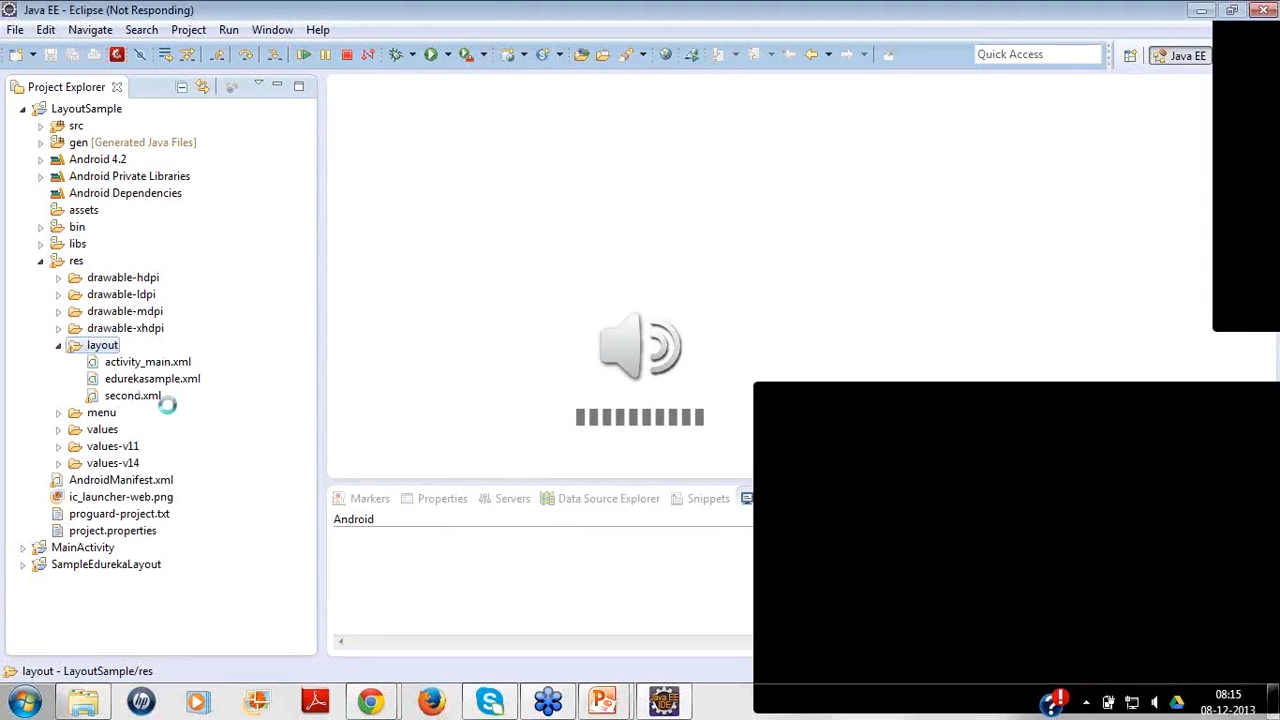 Java EE - Eclipse (Not Responding)
File Edit Navigate Search Project Run Window Help
Quick Access
Java EE
Project Explorer
LayoutSample
src
gen [Generated Java Files]
Android 4.2
Android Private Libraries
Android Dependencies
assets
bin
libs
res
drawable-hdpi
drawable-ldpi
drawable-mdpi
drawable-xhdpi
layout
activity_main.xml
edurekasample.xml
second.xml
menu
values
values-v11
values-v14
AndroidManifest.xml
ic_launcher-web.png
proguard-project.txt
project.properties
MainActivity
SampleEdurekaLayout
Markers Properties Servers Data Source Explorer Snippets
Android
layout - LayoutSample/res
08:15
08-12-2013